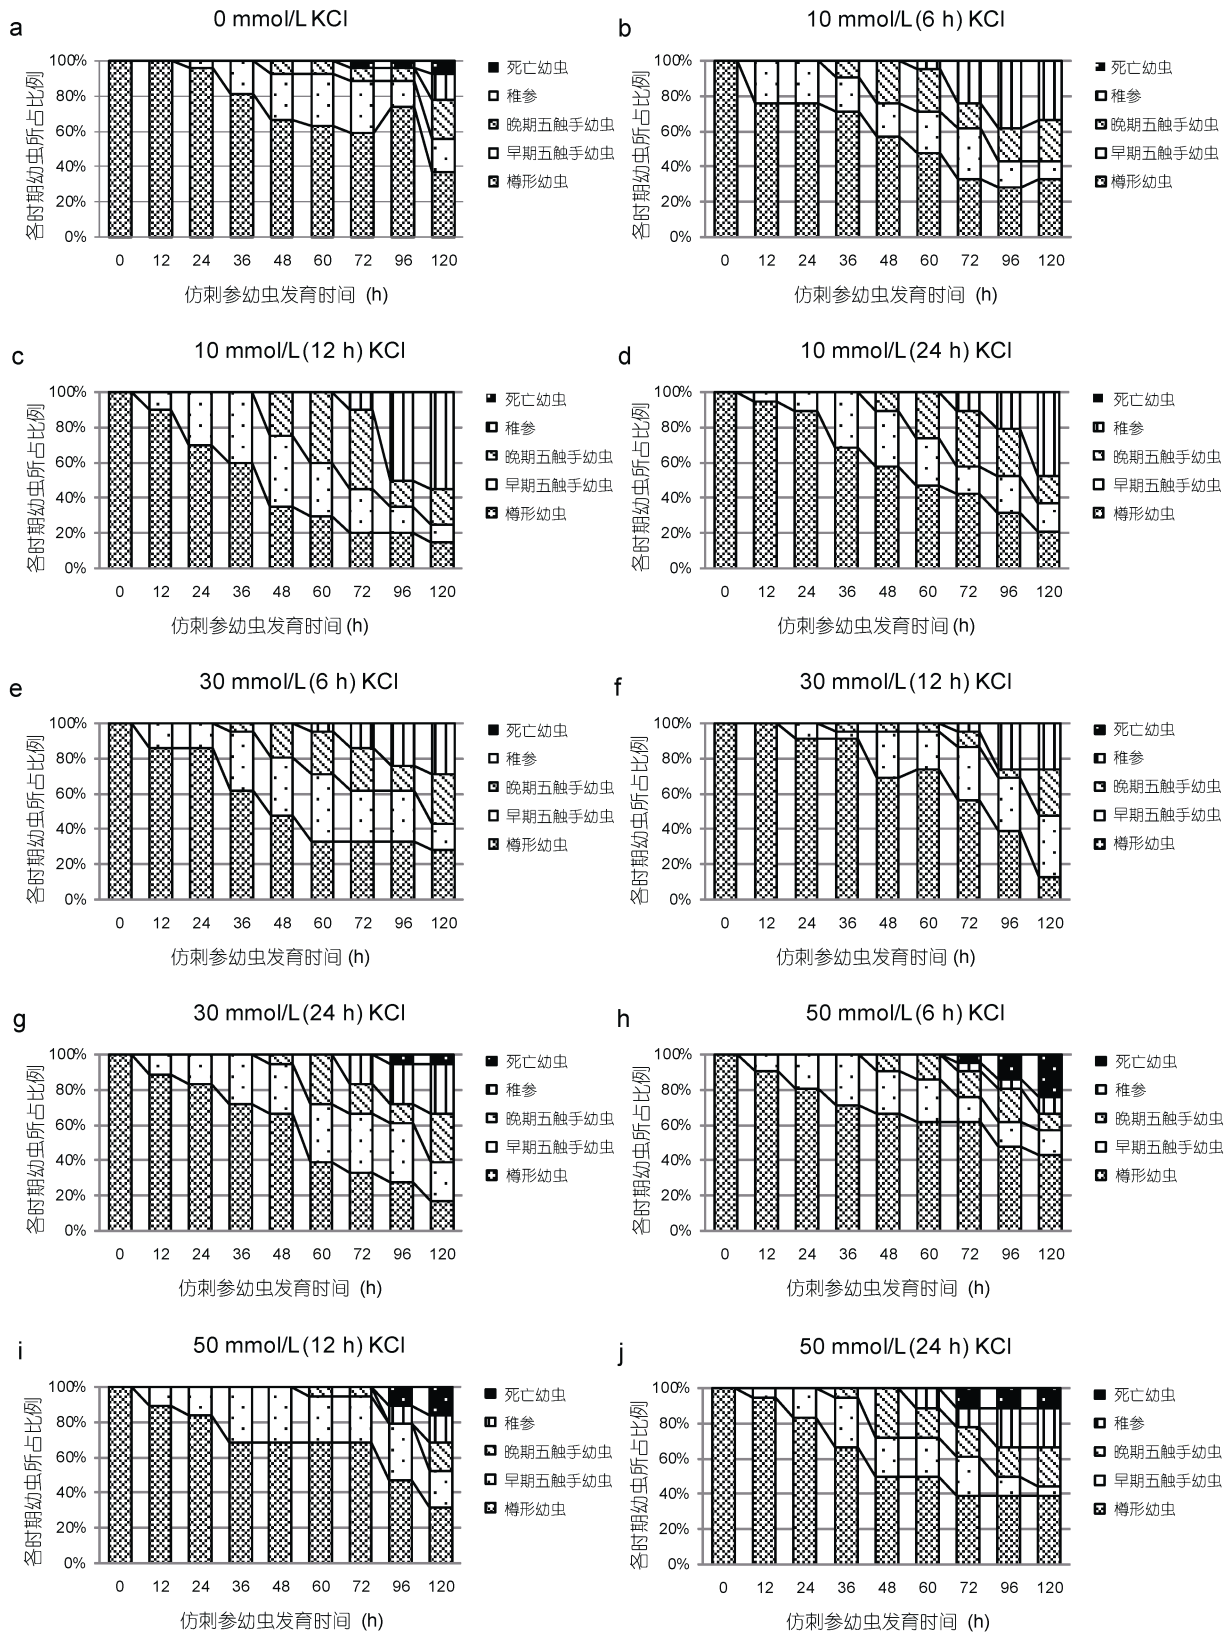 a
0 mmol/L KCl
各时期幼虫所占比例
100%
80%
60%
40%
20%
0%
0 12 24 36 48 60 72 96 120
仿刺参幼虫发育时间 (h)
死亡幼虫
稚参
晚期五触手幼虫
早期五触手幼虫
樽形幼虫
b
10 mmol/L (6 h) KCl
各时期幼虫所占比例
100%
80%
60%
40%
20%
0%
0 12 24 36 48 60 72 96 120
仿刺参幼虫发育时间 (h)
死亡幼虫
稚参
晚期五触手幼虫
早期五触手幼虫
樽形幼虫
c
10 mmol/L (12 h) KCl
各时期幼虫所占比例
100%
80%
60%
40%
20%
0%
0 12 24 36 48 60 72 96 120
仿刺参幼虫发育时间 (h)
死亡幼虫
稚参
晚期五触手幼虫
早期五触手幼虫
樽形幼虫
d
10 mmol/L (24 h) KCl
各时期幼虫所占比例
100%
80%
60%
40%
20%
0%
0 12 24 36 48 60 72 96 120
仿刺参幼虫发育时间 (h)
死亡幼虫
稚参
晚期五触手幼虫
早期五触手幼虫
樽形幼虫
e
30 mmol/L (6 h) KCl
各时期幼虫所占比例
100%
80%
60%
40%
20%
0%
0 12 24 36 48 60 72 96 120
仿刺参幼虫发育时间 (h)
死亡幼虫
稚参
晚期五触手幼虫
早期五触手幼虫
樽形幼虫
f
30 mmol/L (12 h) KCl
各时期幼虫所占比例
100%
80%
60%
40%
20%
0%
0 12 24 36 48 60 72 96 120
仿刺参幼虫发育时间 (h)
死亡幼虫
稚参
晚期五触手幼虫
早期五触手幼虫
樽形幼虫
g
30 mmol/L (24 h) KCl
各时期幼虫所占比例
100%
80%
60%
40%
20%
0%
0 12 24 36 48 60 72 96 120
仿刺参幼虫发育时间 (h)
死亡幼虫
稚参
晚期五触手幼虫
早期五触手幼虫
樽形幼虫
h
50 mmol/L (6 h) KCl
各时期幼虫所占比例
100%
80%
60%
40%
20%
0%
0 12 24 36 48 60 72 96 120
仿刺参幼虫发育时间 (h)
死亡幼虫
稚参
晚期五触手幼虫
早期五触手幼虫
樽形幼虫
i
50 mmol/L (12 h) KCl
各时期幼虫所占比例
100%
80%
60%
40%
20%
0%
0 12 24 36 48 60 72 96 120
仿刺参幼虫发育时间 (h)
死亡幼虫
稚参
晚期五触手幼虫
早期五触手幼虫
樽形幼虫
j
50 mmol/L (24 h) KCl
各时期幼虫所占比例
100%
80%
60%
40%
20%
0%
0 12 24 36 48 60 72 96 120
仿刺参幼虫发育时间 (h)
死亡幼虫
稚参
晚期五触手幼虫
早期五触手幼虫
樽形幼虫